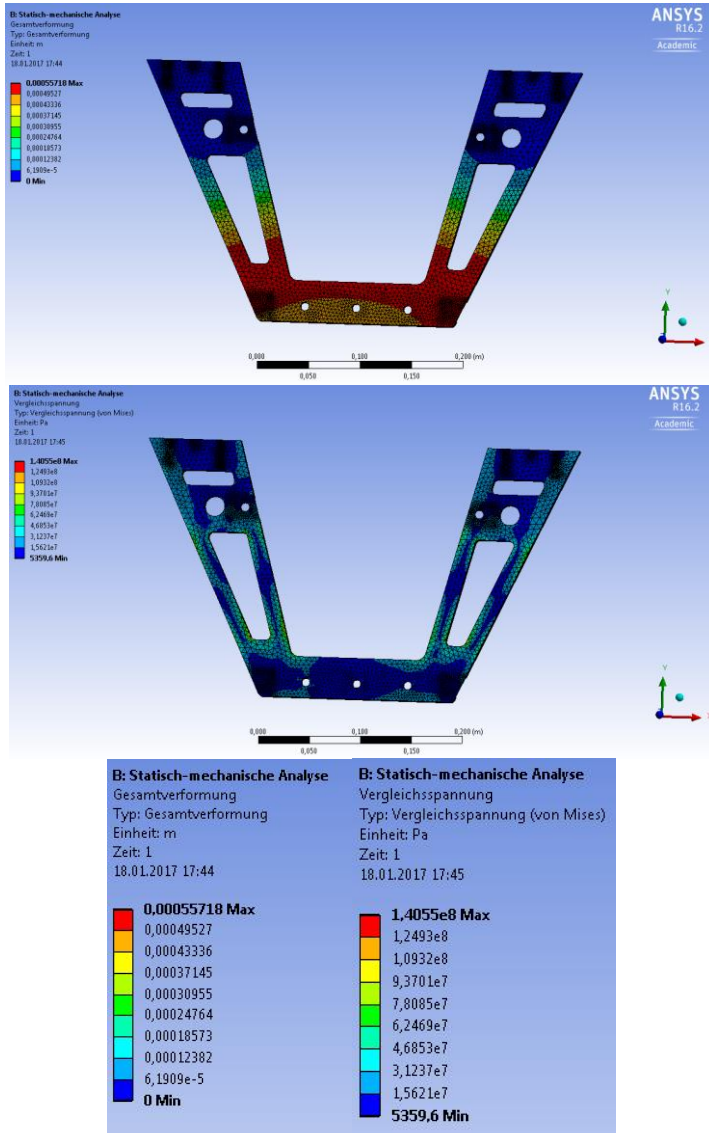 B: Statisch-mechanische Analyse
Gesamtverformung
Typ: Gesamtverformung
Einheit: m
Zeit: 1
18.01.2017 17:44
0,00055718 Max
0,00049527
0,00043336
0,00037145
0,00030955
0,00024764
0,00018573
0,00012382
6,1909e-5
0 Min
ANSYS
R16.2
Academic
Y
0,000
0,100
0,200 (m)
0,050
0,150
B: Statisch-mechanische Analyse
Vergleichsspannung
Typ: Vergleichsspannung (von Mises)
Einheit: Pa
Zeit: 1
18.01.2017 17:45
1,4055e8 Max
1,2493e8
1,0932e8
9,3701e7
7,8085e7
6,2469e7
4,6853e7
3,1237e7
1,5621e7
5359,6 Min
ANSYS
R16.2
Academic
Y
0,000
0,100
0,200 (m)
0,050
0,150
B: Statisch-mechanische Analyse
Gesamtverformung
Typ: Gesamtverformung
Einheit: m
Zeit: 1
18.01.2017 17:44
0,00055718 Max
0,00049527
0,00043336
0,00037145
0,00030955
0,00024764
0,00018573
0,00012382
6,1909e-5
0 Min
B: Statisch-mechanische Analyse
Vergleichsspannung
Typ: Vergleichsspannung (von Mises)
Einheit: Pa
Zeit: 1
18.01.2017 17:45
1,4055e8 Max
1,2493e8
1,0932e8
9,3701e7
7,8085e7
6,2469e7
4,6853e7
3,1237e7
1,5621e7
5359,6 Min